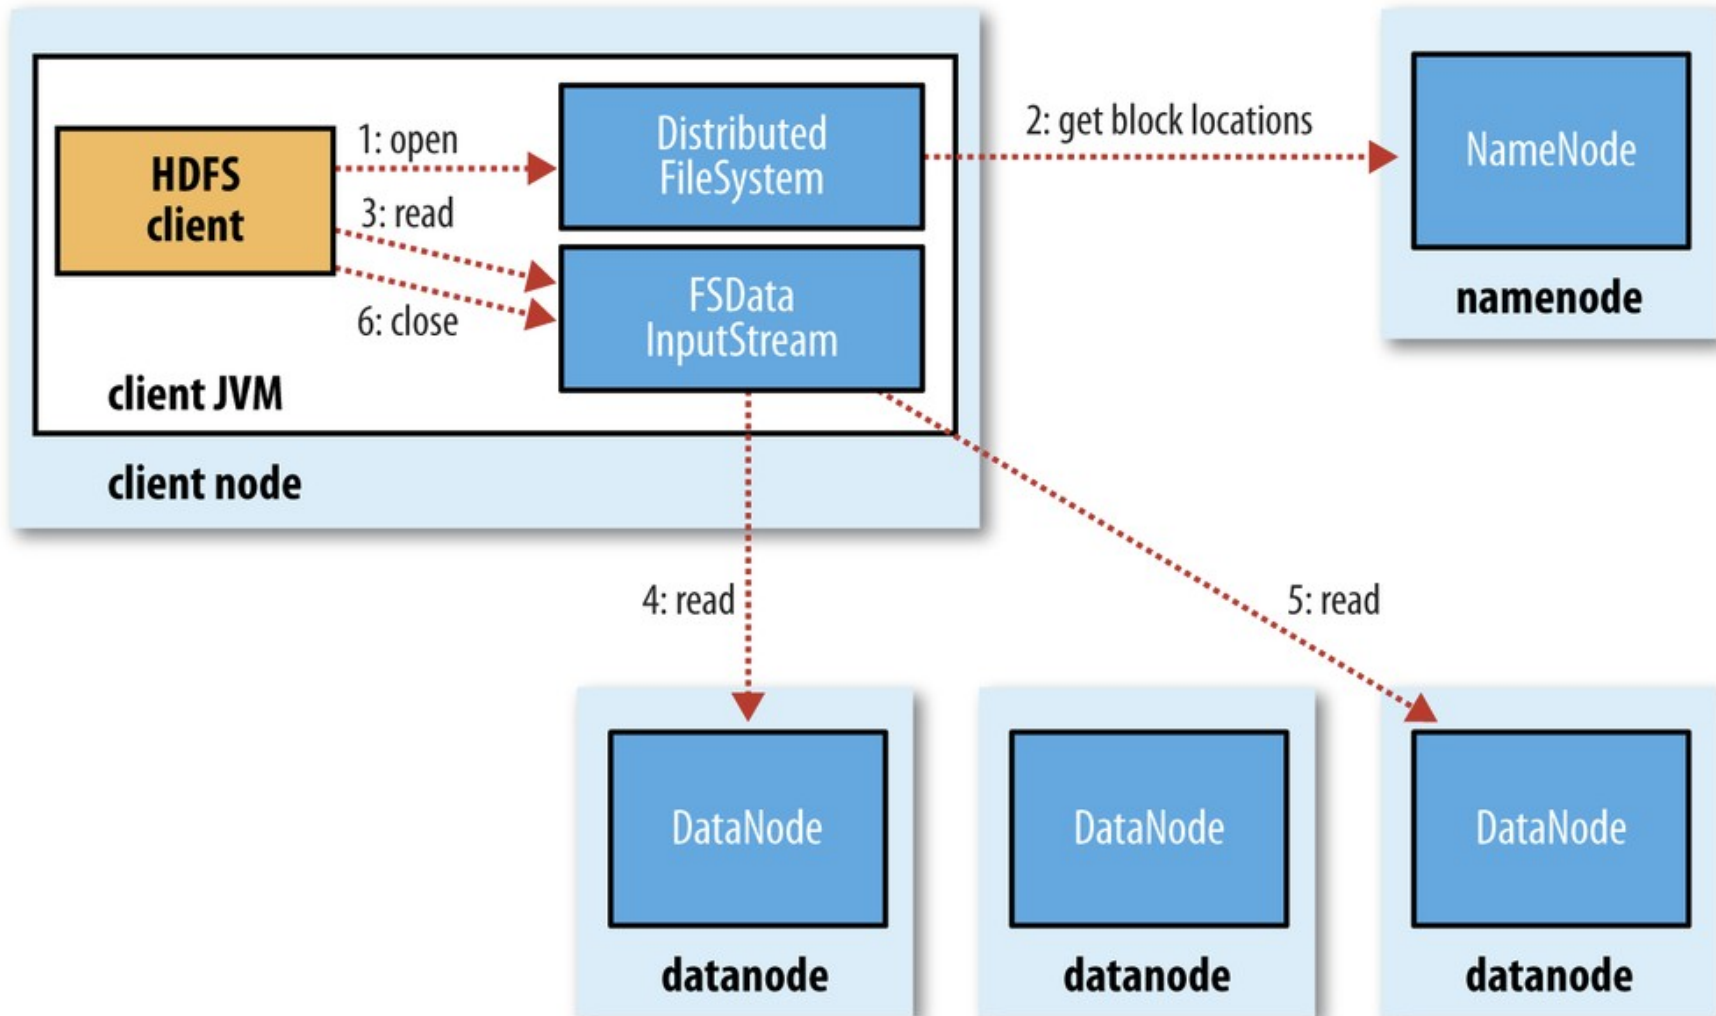 HDFS
client
1: open
3: read
6: close
Distributed
FileSystem
FSData
InputStream
client JVM
client node
2: get block locations
NameNode
namenode
4: read
5: read
DataNode
datanode
DataNode
datanode
DataNode
datanode